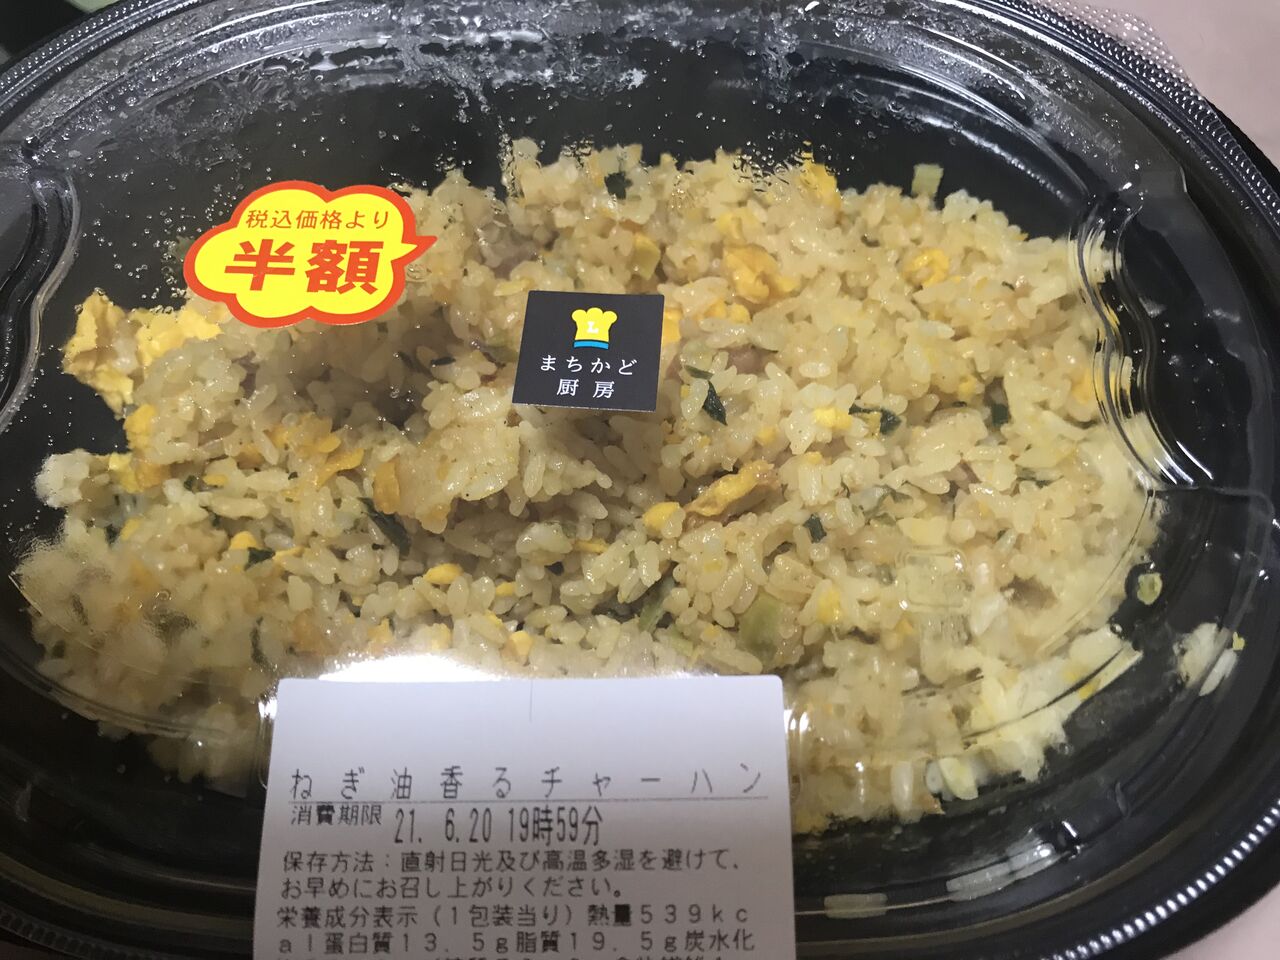 税込価格より
半額
L
まちかど
厨房
ねぎ油香るチャーハン
消費期限 21. 6.20 19時59分
保存方法：直射日光及び高温多湿を避けて、
お早めにお召し上がりください。
栄養成分表示（１包装当り）熱量５３９ｋｃ
ａｌ蛋白質１３．５ｇ脂質１９．５ｇ炭水化